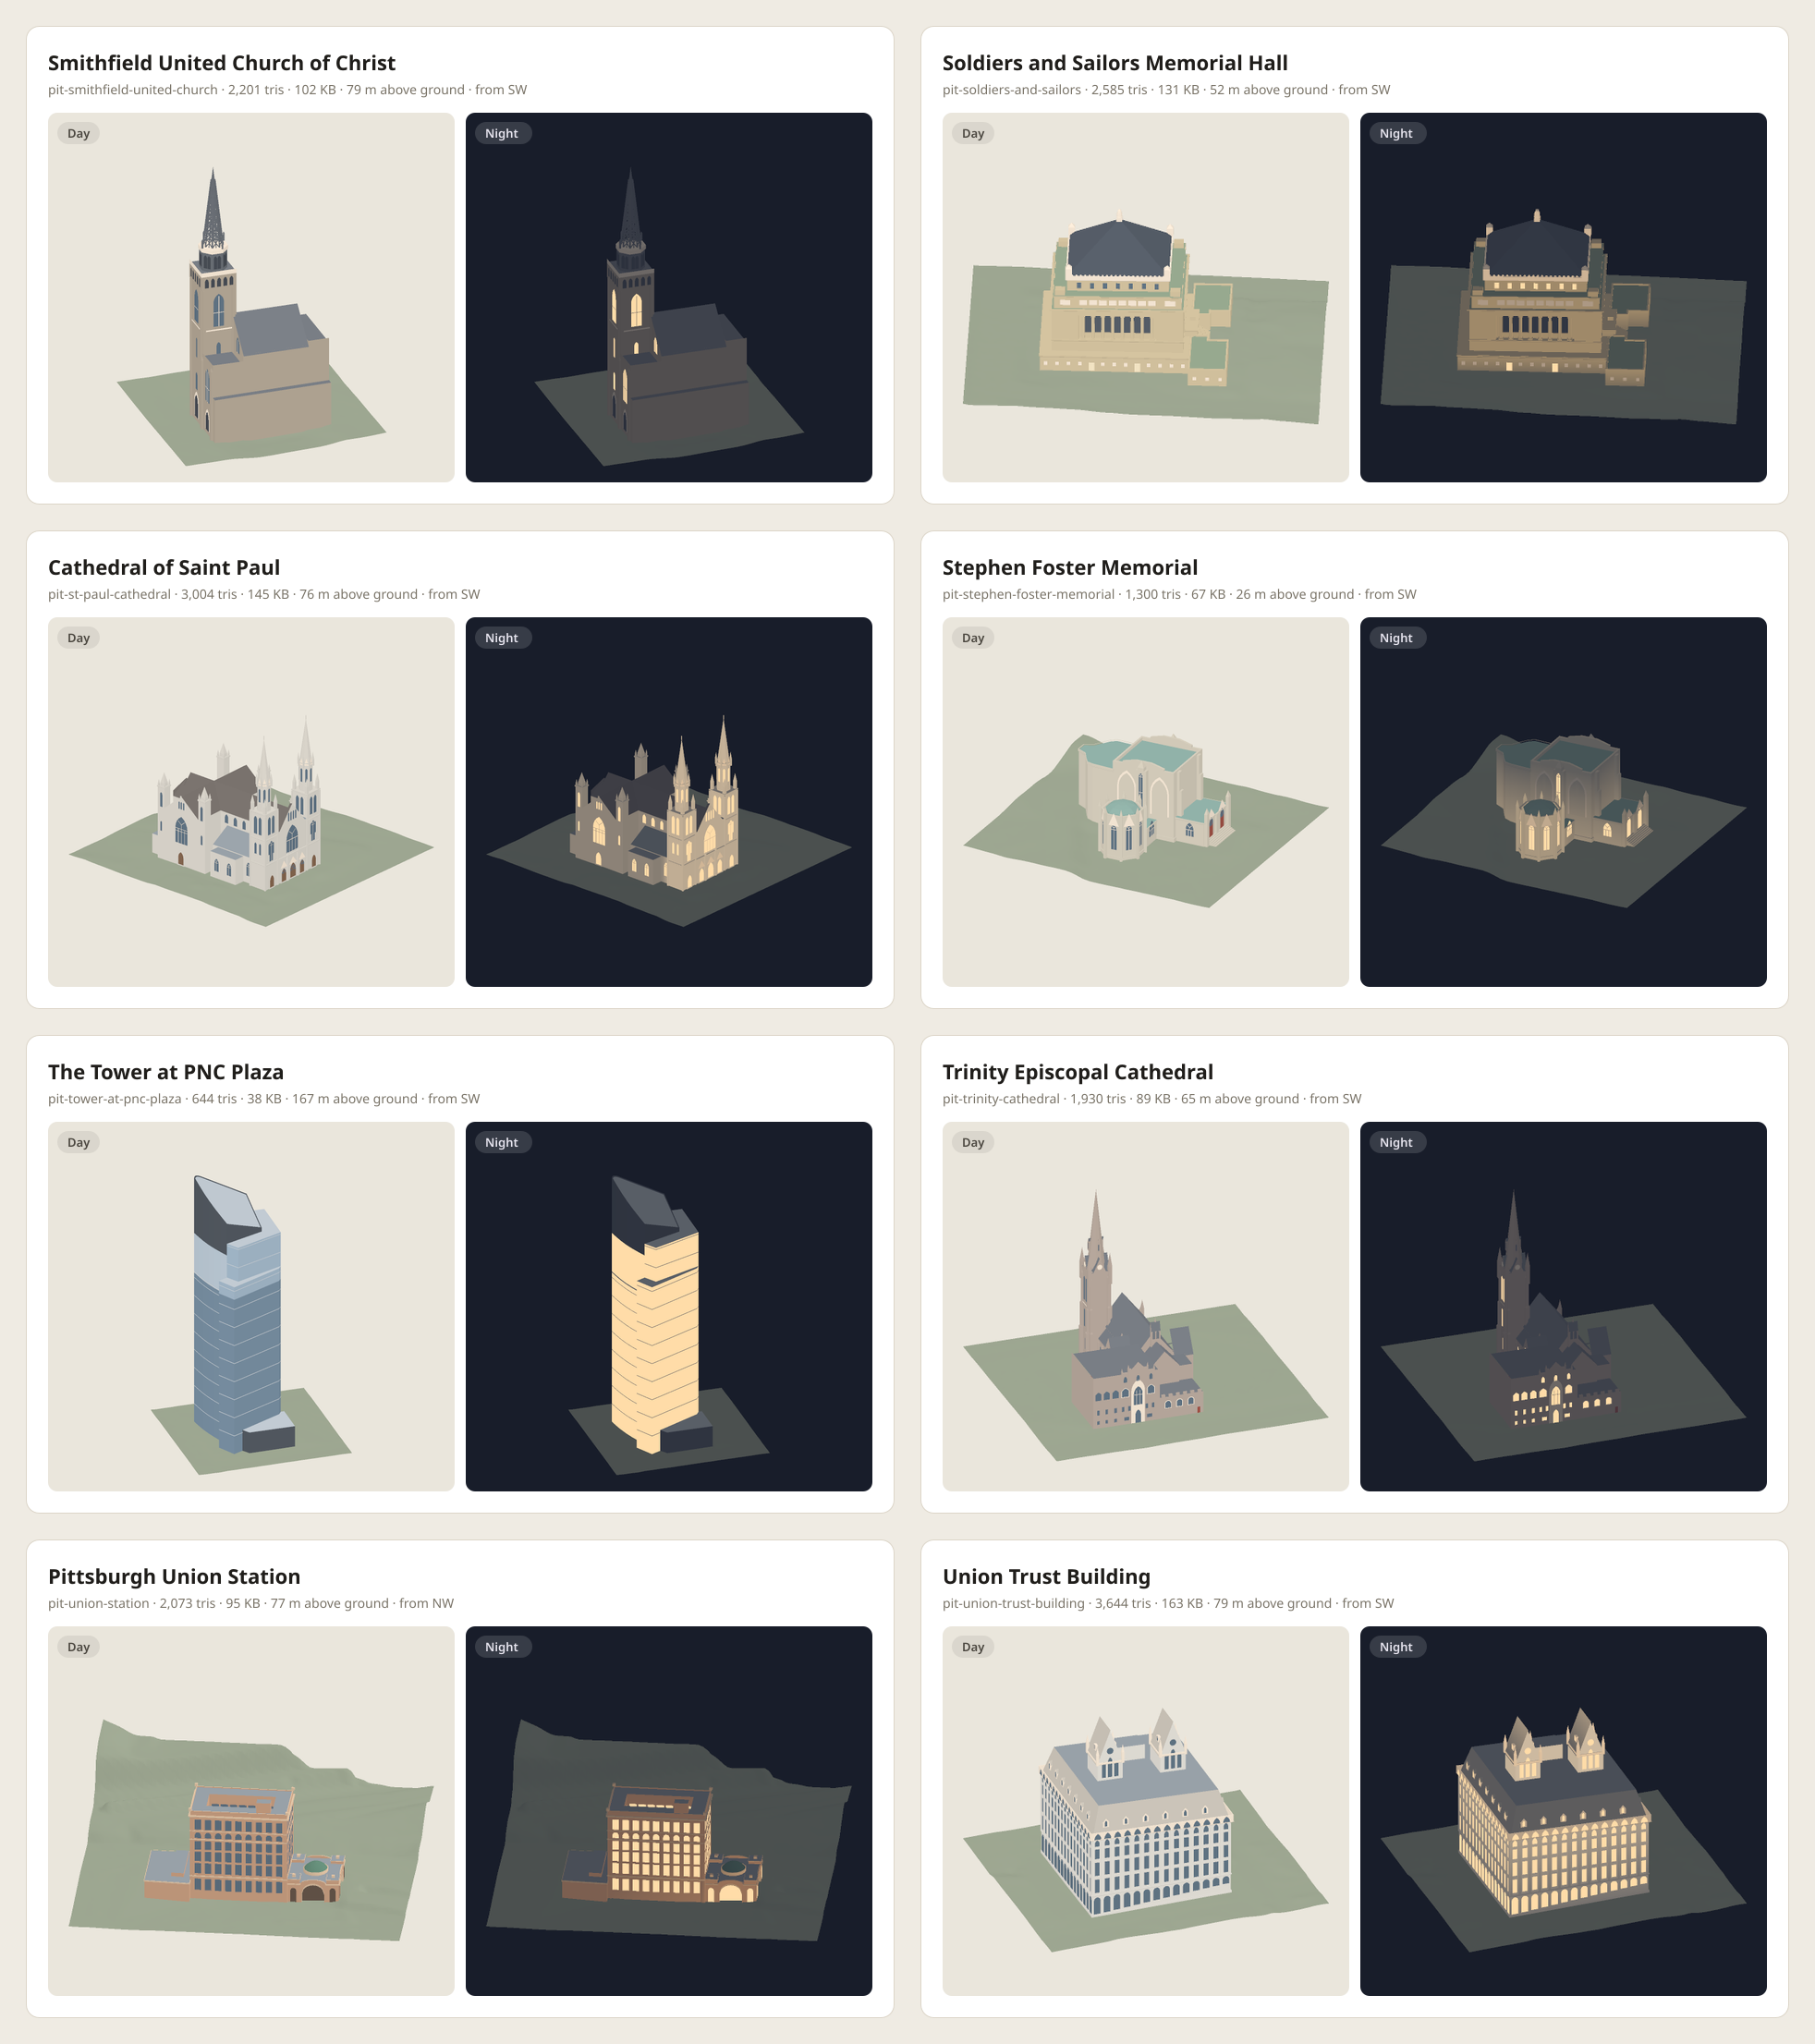 Smithfield United Church of Christ
pit-smithfield-united-church · 2,201 tris · 102 KB · 79 m above ground · from SW
Day
Night
Soldiers and Sailors Memorial Hall
pit-soldiers-and-sailors · 2,585 tris · 131 KB · 52 m above ground · from SW
Day
Night
Cathedral of Saint Paul
pit-st-paul-cathedral · 3,004 tris · 145 KB · 76 m above ground · from SW
Day
Night
Stephen Foster Memorial
pit-stephen-foster-memorial · 1,300 tris · 67 KB · 26 m above ground · from SW
Day
Night
The Tower at PNC Plaza
pit-tower-at-pnc-plaza · 644 tris · 38 KB · 167 m above ground · from SW
Day
Night
Trinity Episcopal Cathedral
pit-trinity-cathedral · 1,930 tris · 89 KB · 65 m above ground · from SW
Day
Night
Pittsburgh Union Station
pit-union-station · 2,073 tris · 95 KB · 77 m above ground · from NW
Day
Night
Union Trust Building
pit-union-trust-building · 3,644 tris · 163 KB · 79 m above ground · from SW
Day
Night